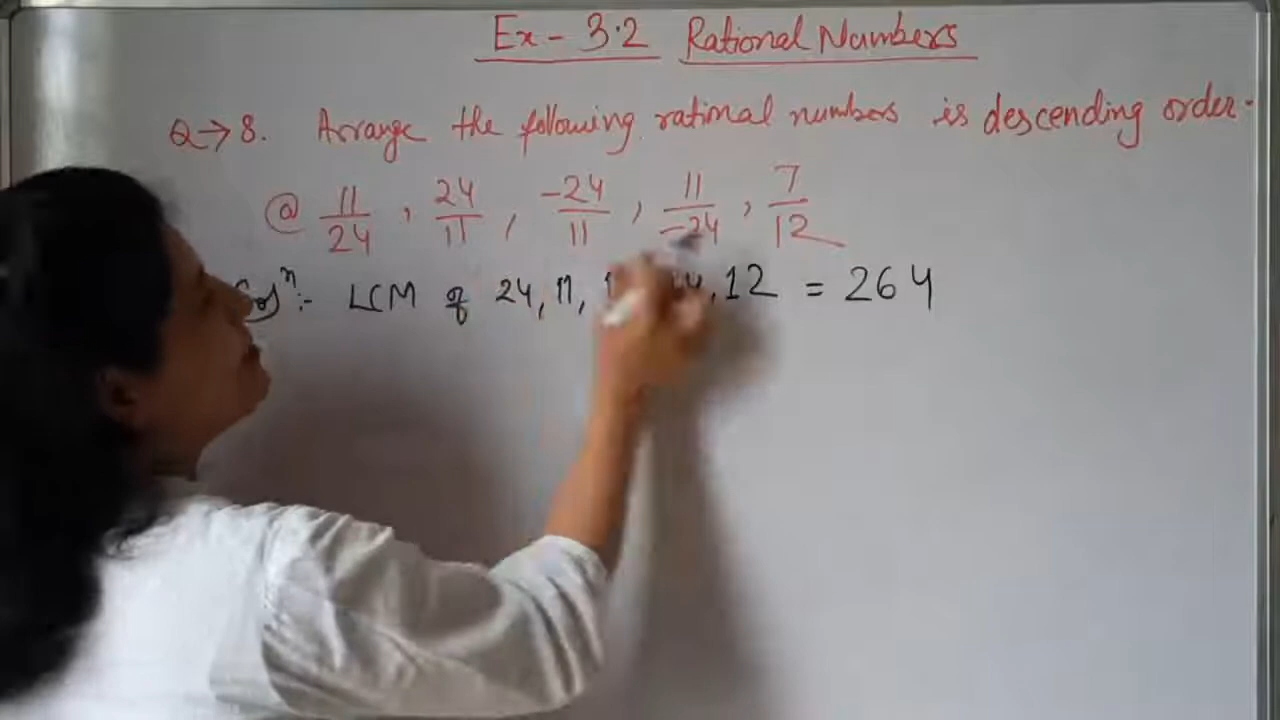 Ex - 3.2 Rational Numbers
Q→8. Arrange the following rational numbers is descending order.
@ 11/24, 24/11, -24/11, 11/-24, 7/12
Solⁿ:- LCM of 24, 11, 12 = 264